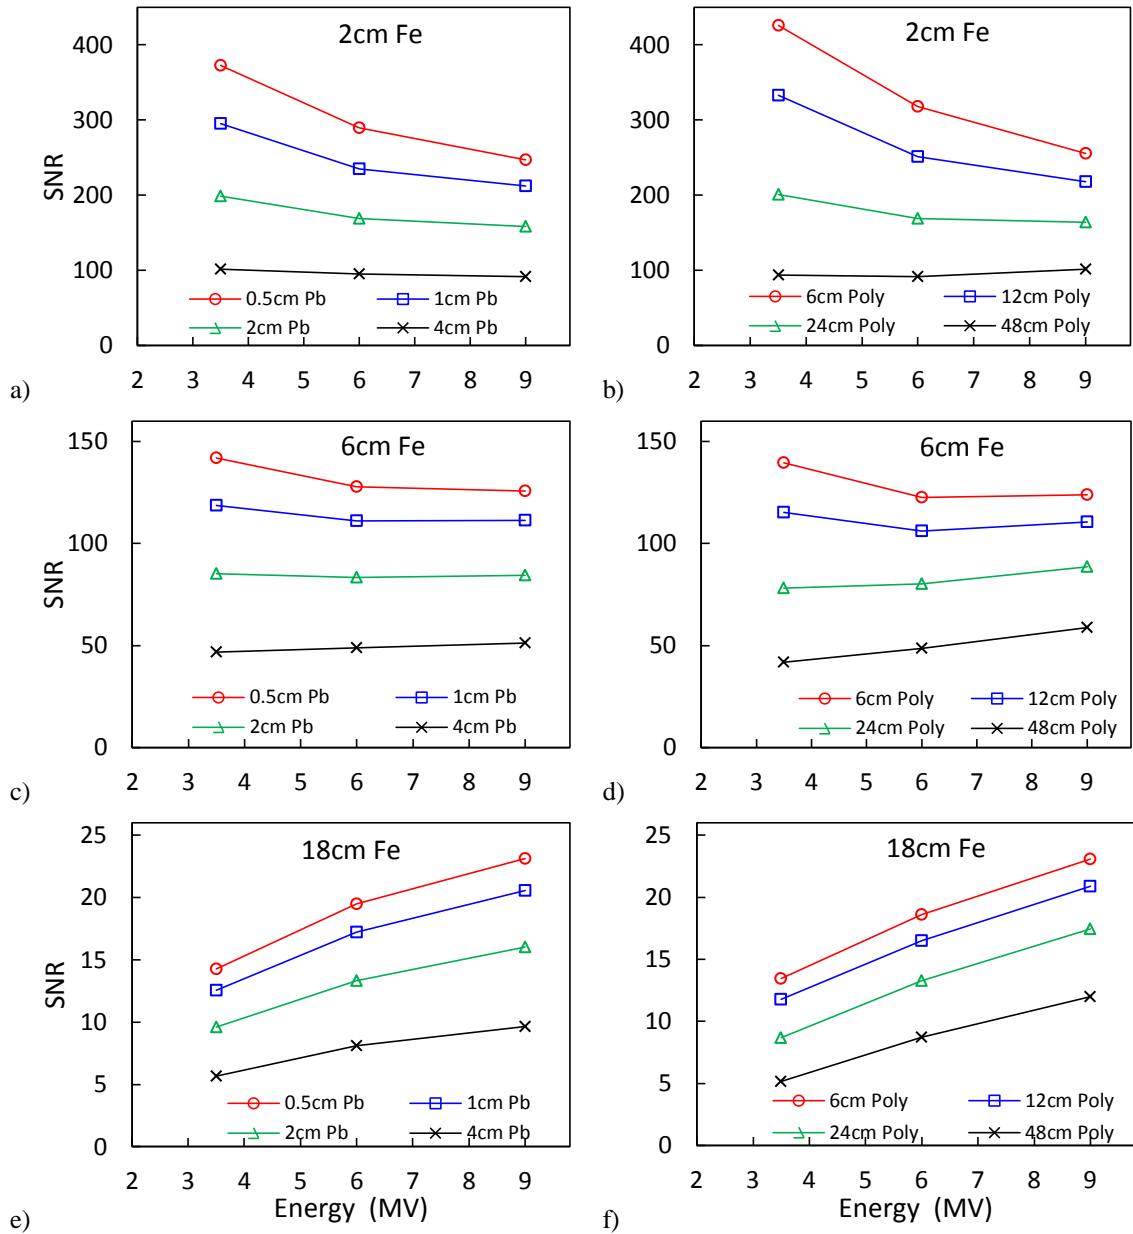 2cm Fe
400
300
200
100
0
SNR
0.5cm Pb 1cm Pb
2cm Pb 4cm Pb
2 3 4 5 6 7 8 9
a)
2cm Fe
400
300
200
100
0
6cm Poly 12cm Poly
24cm Poly 48cm Poly
2 3 4 5 6 7 8 9
b)
6cm Fe
150
100
50
0
SNR
0.5cm Pb 1cm Pb
2cm Pb 4cm Pb
2 3 4 5 6 7 8 9
c)
6cm Fe
150
100
50
0
6cm Poly 12cm Poly
24cm Poly 48cm Poly
2 3 4 5 6 7 8 9
d)
18cm Fe
25
20
15
10
5
0
SNR
0.5cm Pb 1cm Pb
2cm Pb 4cm Pb
2 3 4 5 6 7 8 9
Energy (MV)
e)
18cm Fe
25
20
15
10
5
0
6cm Poly 12cm Poly
24cm Poly 48cm Poly
2 3 4 5 6 7 8 9
Energy (MV)
f)